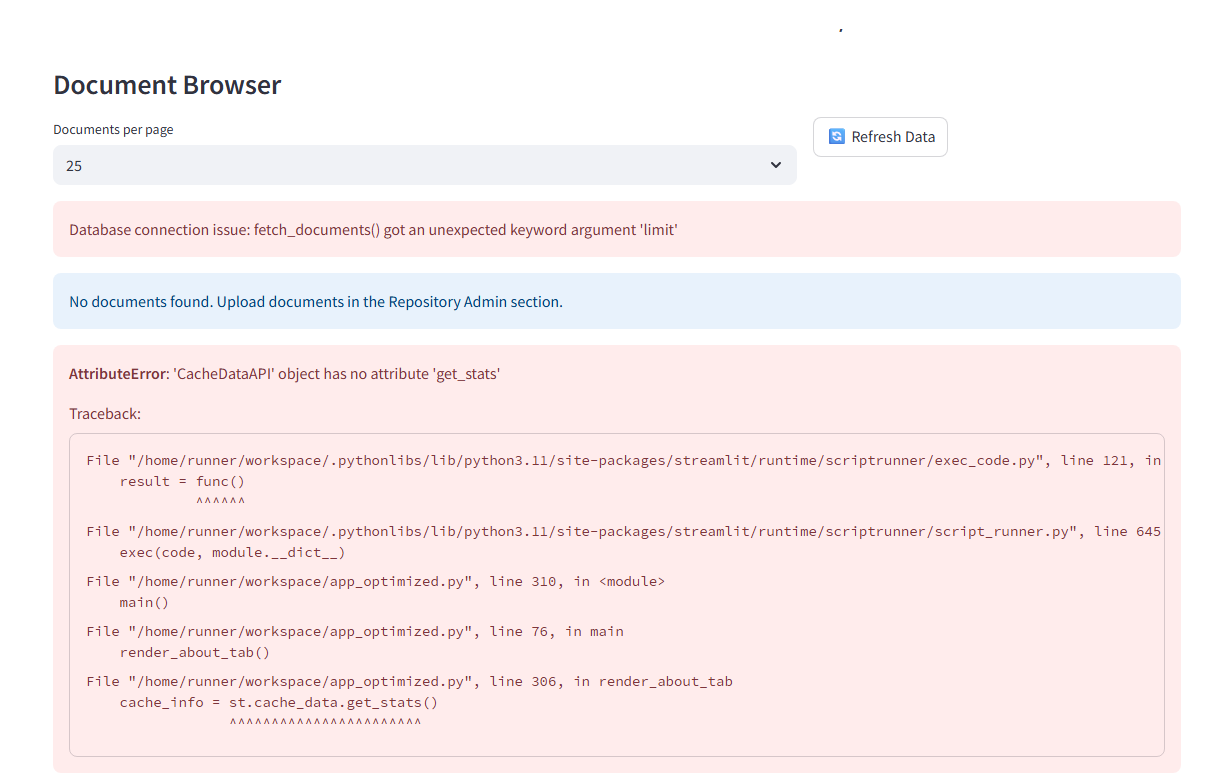 Document Browser
Documents per page
25
Refresh Data
Database connection issue: fetch_documents() got an unexpected keyword argument 'limit'
No documents found. Upload documents in the Repository Admin section.
AttributeError: 'CacheDataAPI' object has no attribute 'get_stats'
Traceback:
File "/home/runner/workspace/.pythonlibs/lib/python3.11/site-packages/streamlit/runtime/scriptrunner/exec_code.py", line 121, in
result = func()
^^^^^^
File "/home/runner/workspace/.pythonlibs/lib/python3.11/site-packages/streamlit/runtime/scriptrunner/script_runner.py", line 645
exec(code, module.__dict__)
File "/home/runner/workspace/app_optimized.py", line 310, in <module>
main()
File "/home/runner/workspace/app_optimized.py", line 76, in main
render_about_tab()
File "/home/runner/workspace/app_optimized.py", line 306, in render_about_tab
cache_info = st.cache_data.get_stats()
^^^^^^^^^^^^^^^^^^^^^^^